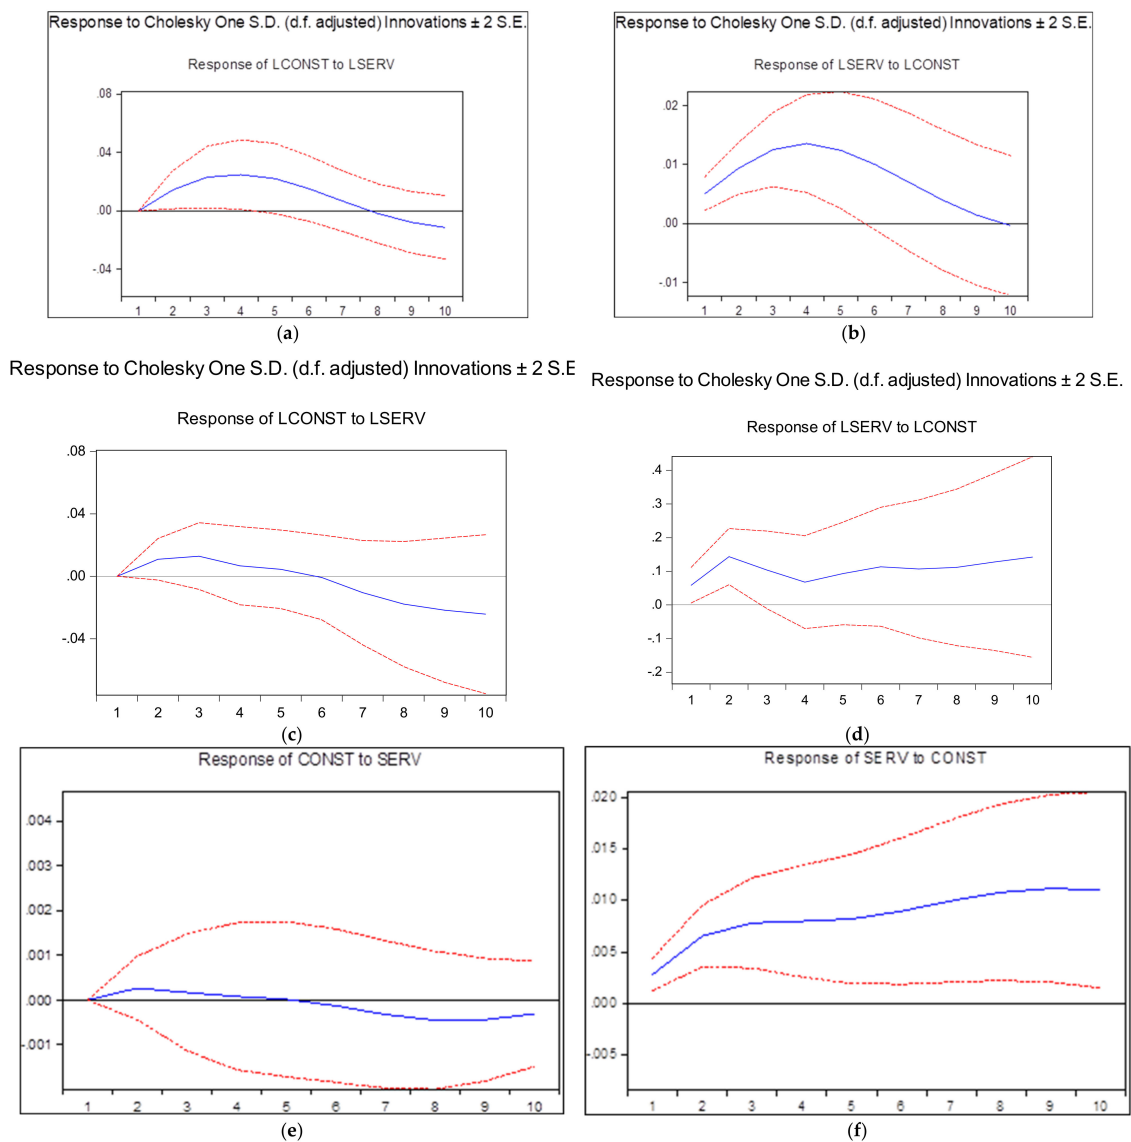 Response to Cholesky One S.D. (d.f. adjusted) Innovations ± 2 S.E.
Response of LCONST to LSERV
.08
.04
.00
-.04
1 2 3 4 5 6 7 8 9 10
(a)
Response to Cholesky One S.D. (d.f. adjusted) Innovations ± 2 S.E.
Response of LSERV to LCONST
.02
.01
.00
-.01
1 2 3 4 5 6 7 8 9 10
(b)
Response to Cholesky One S.D. (d.f. adjusted) Innovations ± 2 S.E
Response of LCONST to LSERV
.08
.04
.00
-.04
1 2 3 4 5 6 7 8 9 10
(c)
Response to Cholesky One S.D. (d.f. adjusted) Innovations ± 2 S.E.
Response of LSERV to LCONST
.4
.3
.2
.1
.0
-.1
-.2
1 2 3 4 5 6 7 8 9 10
(d)
Response of CONST to SERV
.004
.003
.002
.001
.000
-.001
1 2 3 4 5 6 7 8 9 10
(e)
Response of SERV to CONST
.020
.015
.010
.005
.000
-.005
1 2 3 4 5 6 7 8 9 10
(f)